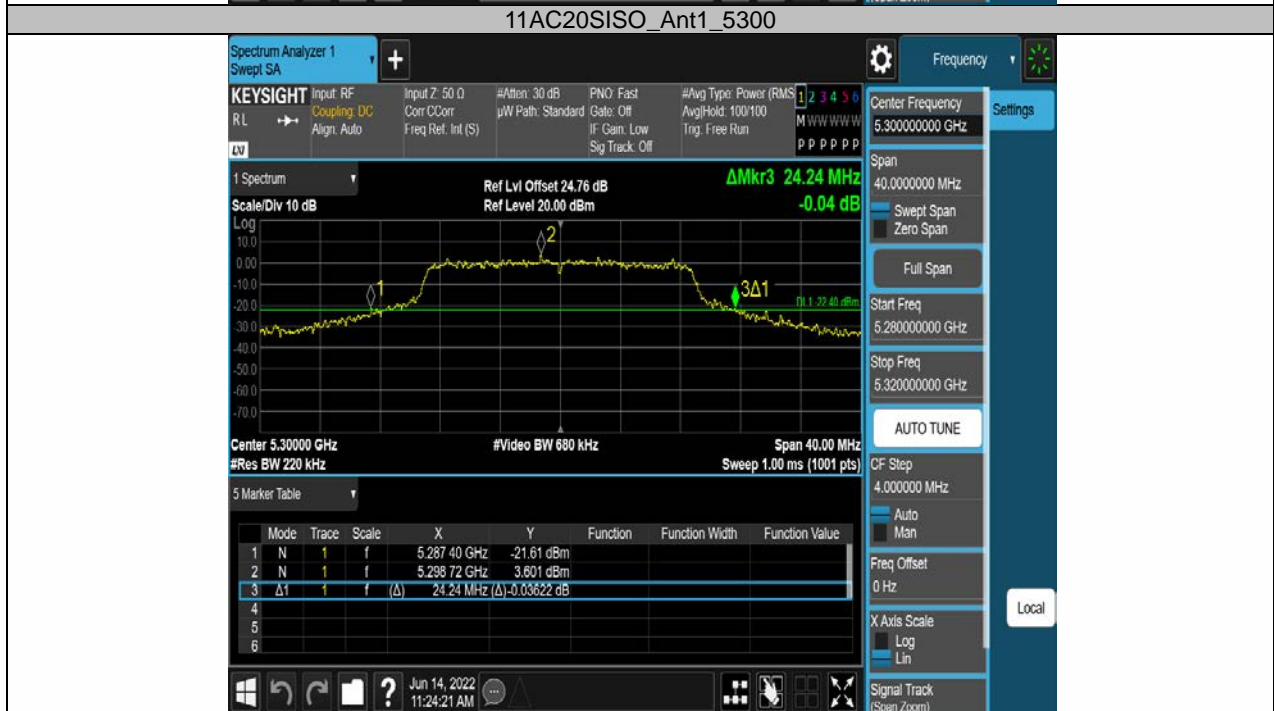 11AC20SISO_Ant1_5300
Spectrum Analyzer 1
Swept SA
+
Frequency
KEYSIGHT Input: RF Input Z: 50 Ω #Atten: 30 dB PNO: Fast #Avg Type: Power (RMS 1 2 3 4 5 6
RL Coupling: DC Corr CCorr µW Path: Standard Gate: Off Avg|Hold: 100/100 M W W W W W
Align: Auto Freq Ref: Int (S) IF Gain: Low Trig: Free Run
Sig Track: Off P P P P P P
LXI
1 Spectrum
Ref Lvl Offset 24.76 dB ΔMkr3 24.24 MHz
Scale/Div 10 dB Ref Level 20.00 dBm -0.04 dB
Log
10.0
0.00
-10.0
-20.0
-30.0
-40.0
-50.0
-60.0
-70.0
1
2
3Δ1
DL1 -22.40 dBm
Center 5.30000 GHz #Video BW 680 kHz Span 40.00 MHz
#Res BW 220 kHz Sweep 1.00 ms (1001 pts)
5 Marker Table
Mode Trace Scale X Y Function Function Width Function Value
1 N 1 f 5.287 40 GHz -21.61 dBm
2 N 1 f 5.298 72 GHz 3.601 dBm
3 Δ1 1 f (Δ) 24.24 MHz (Δ) -0.03622 dB
4
5
6
Jun 14, 2022
11:24:21 AM
?
Center Frequency
5.300000000 GHz
Settings
Span
40.0000000 MHz
Swept Span
Zero Span
Full Span
Start Freq
5.280000000 GHz
Stop Freq
5.320000000 GHz
AUTO TUNE
CF Step
4.000000 MHz
Auto
Man
Freq Offset
0 Hz
Local
X Axis Scale
Log
Lin
Signal Track
(Span Zoom)